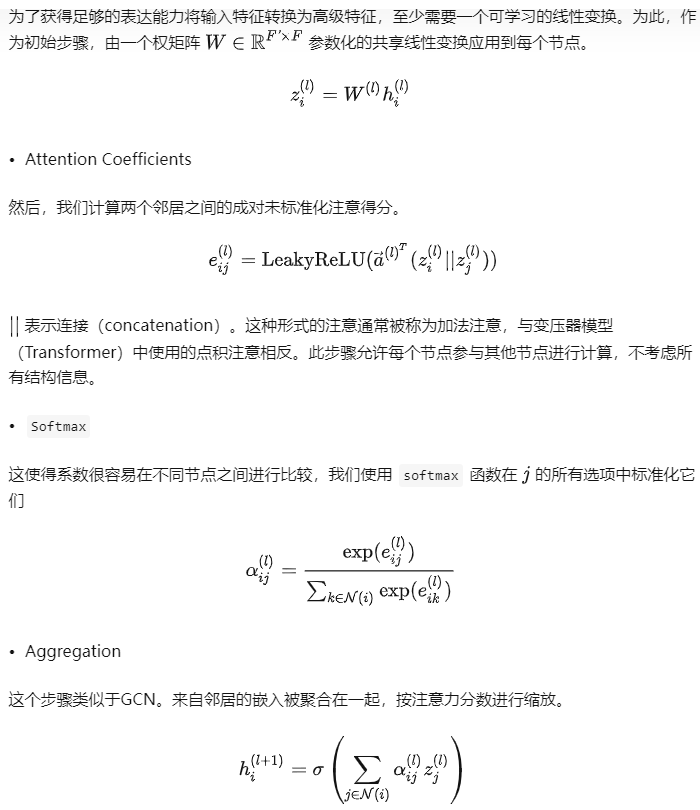 为了获得足够的表达能力将输入特征转换为高级特征，至少需要一个可学习的线性变换。为此，作
为初始步骤，由一个权矩阵 $W \in \mathbb{R}^{F' \times F}$ 参数化的共享线性变换应用到每个节点。
$z_i^{(l)} = W^{(l)} h_i^{(l)}$
• Attention Coefficients
然后，我们计算两个邻居之间的成对未标准化注意得分。
$e_{ij}^{(l)} = \text{LeakyReLU}(\vec{a}^{(l)^T}(z_i^{(l)} || z_j^{(l)}))$
|| 表示连接（concatenation）。这种形式的注意通常被称为加法注意，与变压器模型
（Transformer）中使用的点积注意相反。此步骤允许每个节点参与其他节点进行计算，不考虑所
有结构信息。
• Softmax
这使得系数很容易在不同节点之间进行比较，我们使用 softmax 函数在 $j$ 的所有选项中标准化它
们
$\alpha_{ij}^{(l)} = \frac{\exp(e_{ij}^{(l)})}{\sum_{k \in \mathcal{N}(i)} \exp(e_{ik}^{(l)})}$
• Aggregation
这个步骤类似于GCN。来自邻居的嵌入被聚合在一起，按注意力分数进行缩放。
$h_i^{(l+1)} = \sigma \left( \sum_{j \in \mathcal{N}(i)} \alpha_{ij}^{(l)} z_j^{(l)} \right)$